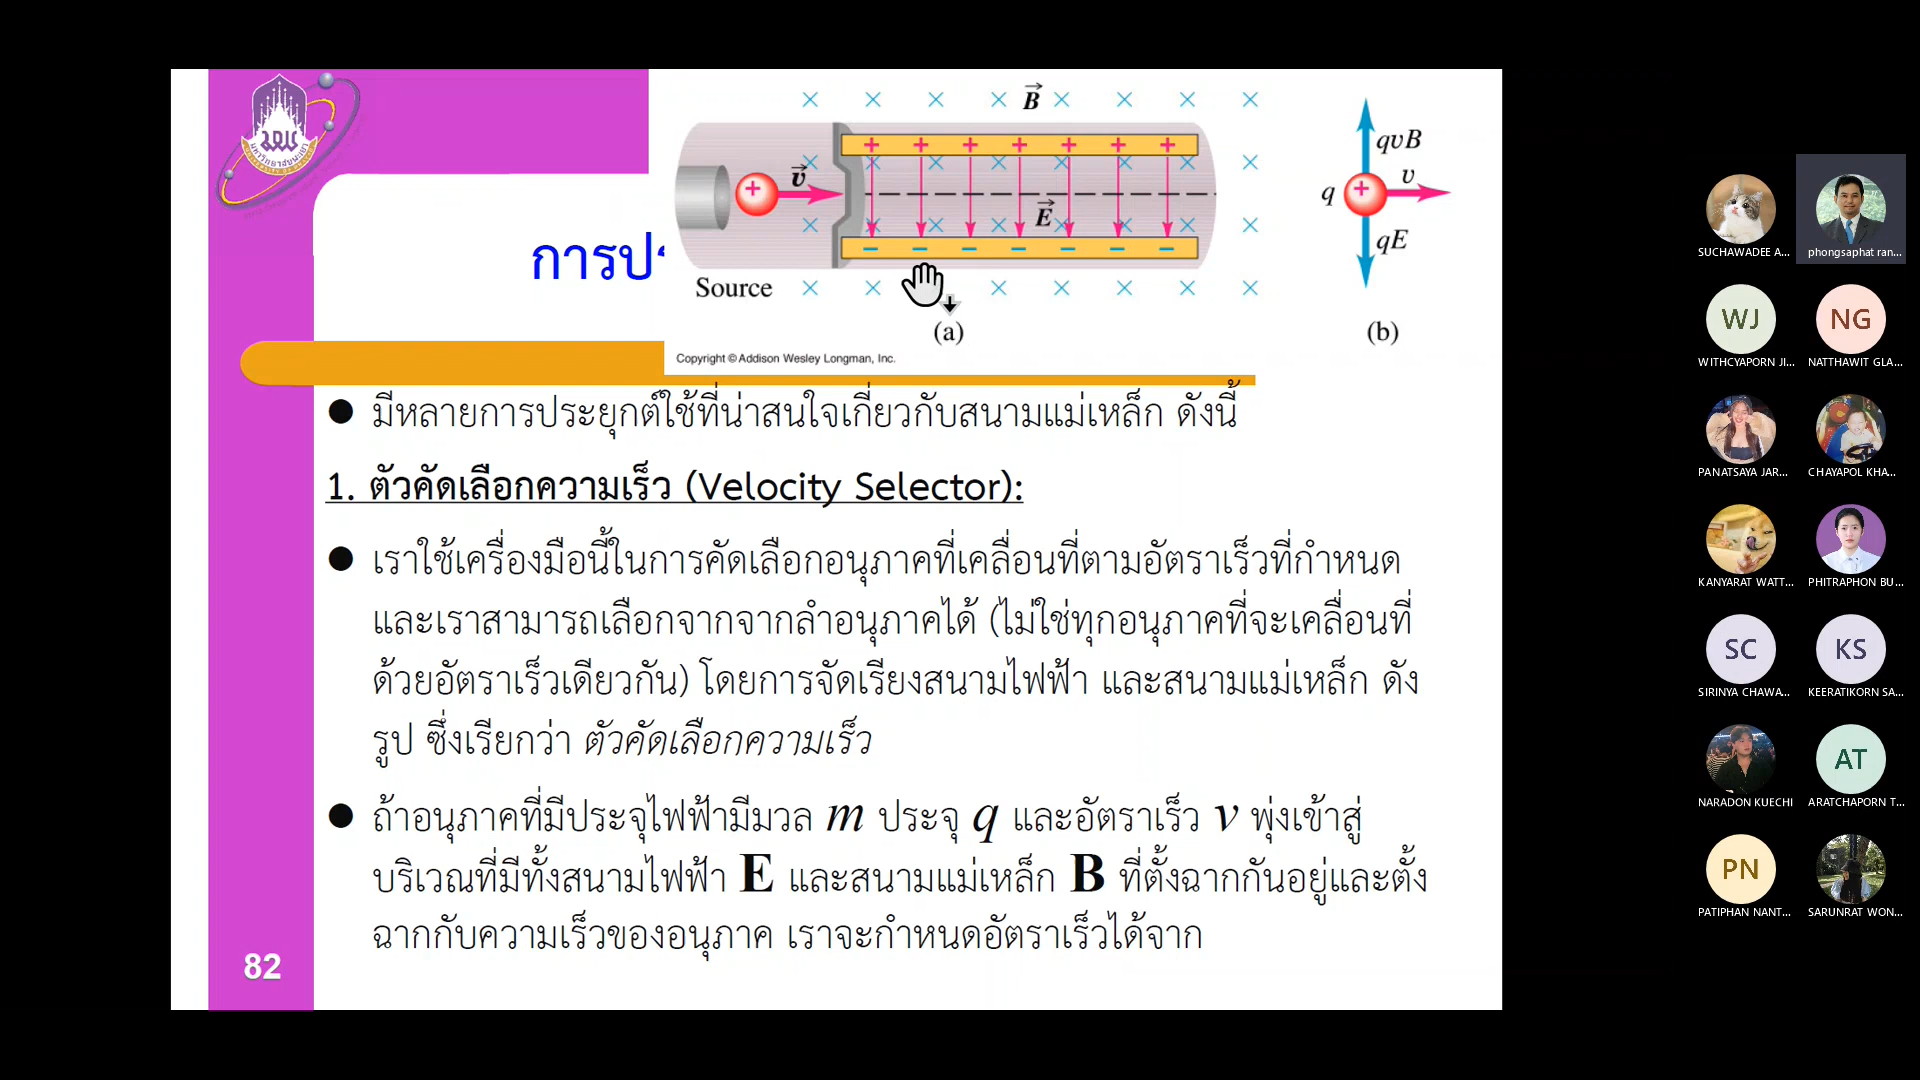 B
v
E
Source
(a)
qvB
v
q
qE
(b)
Copyright © Addison Wesley Longman, Inc.
● มีหลายการประยุกต์ใช้ที่น่าสนใจเกี่ยวกับสนามแม่เหล็ก ดังนี้
1. ตัวคัดเลือกความเร็ว (Velocity Selector):
● เราใช้เครื่องมือนี้ในการคัดเลือกอนุภาคที่เคลื่อนที่ตามอัตราเร็วที่กำหนด
และเราสามารถเลือกจากจากลำอนุภาคได้ (ไม่ใช่ทุกอนุภาคที่จะเคลื่อนที่
ด้วยอัตราเร็วเดียวกัน) โดยการจัดเรียงสนามไฟฟ้า และสนามแม่เหล็ก ดัง
รูป ซึ่งเรียกว่า ตัวคัดเลือกความเร็ว
● ถ้าอนุภาคที่มีประจุไฟฟ้ามีมวล m ประจุ q และอัตราเร็ว v พุ่งเข้าสู่
บริเวณที่มีทั้งสนามไฟฟ้า E และสนามแม่เหล็ก B ที่ตั้งฉากกันอยู่และตั้ง
ฉากกับความเร็วของอนุภาค เราจะกำหนดอัตราเร็วได้จาก
82
SUCHAWADEE A...
phongsaphat ran...
WJ
WITHCYAPORN JI...
NG
NATTHAWIT GLA...
PANATSAYA JAR...
CHAYAPOL KHA...
KANYARAT WATT...
PHITRAPHON BU...
SC
SIRINYA CHAWA...
KS
KEERATIKORN SA...
NARADON KUECHI
AT
ARATCHAPORN T...
PN
PATIPHAN NANT...
SARUNRAT WON...